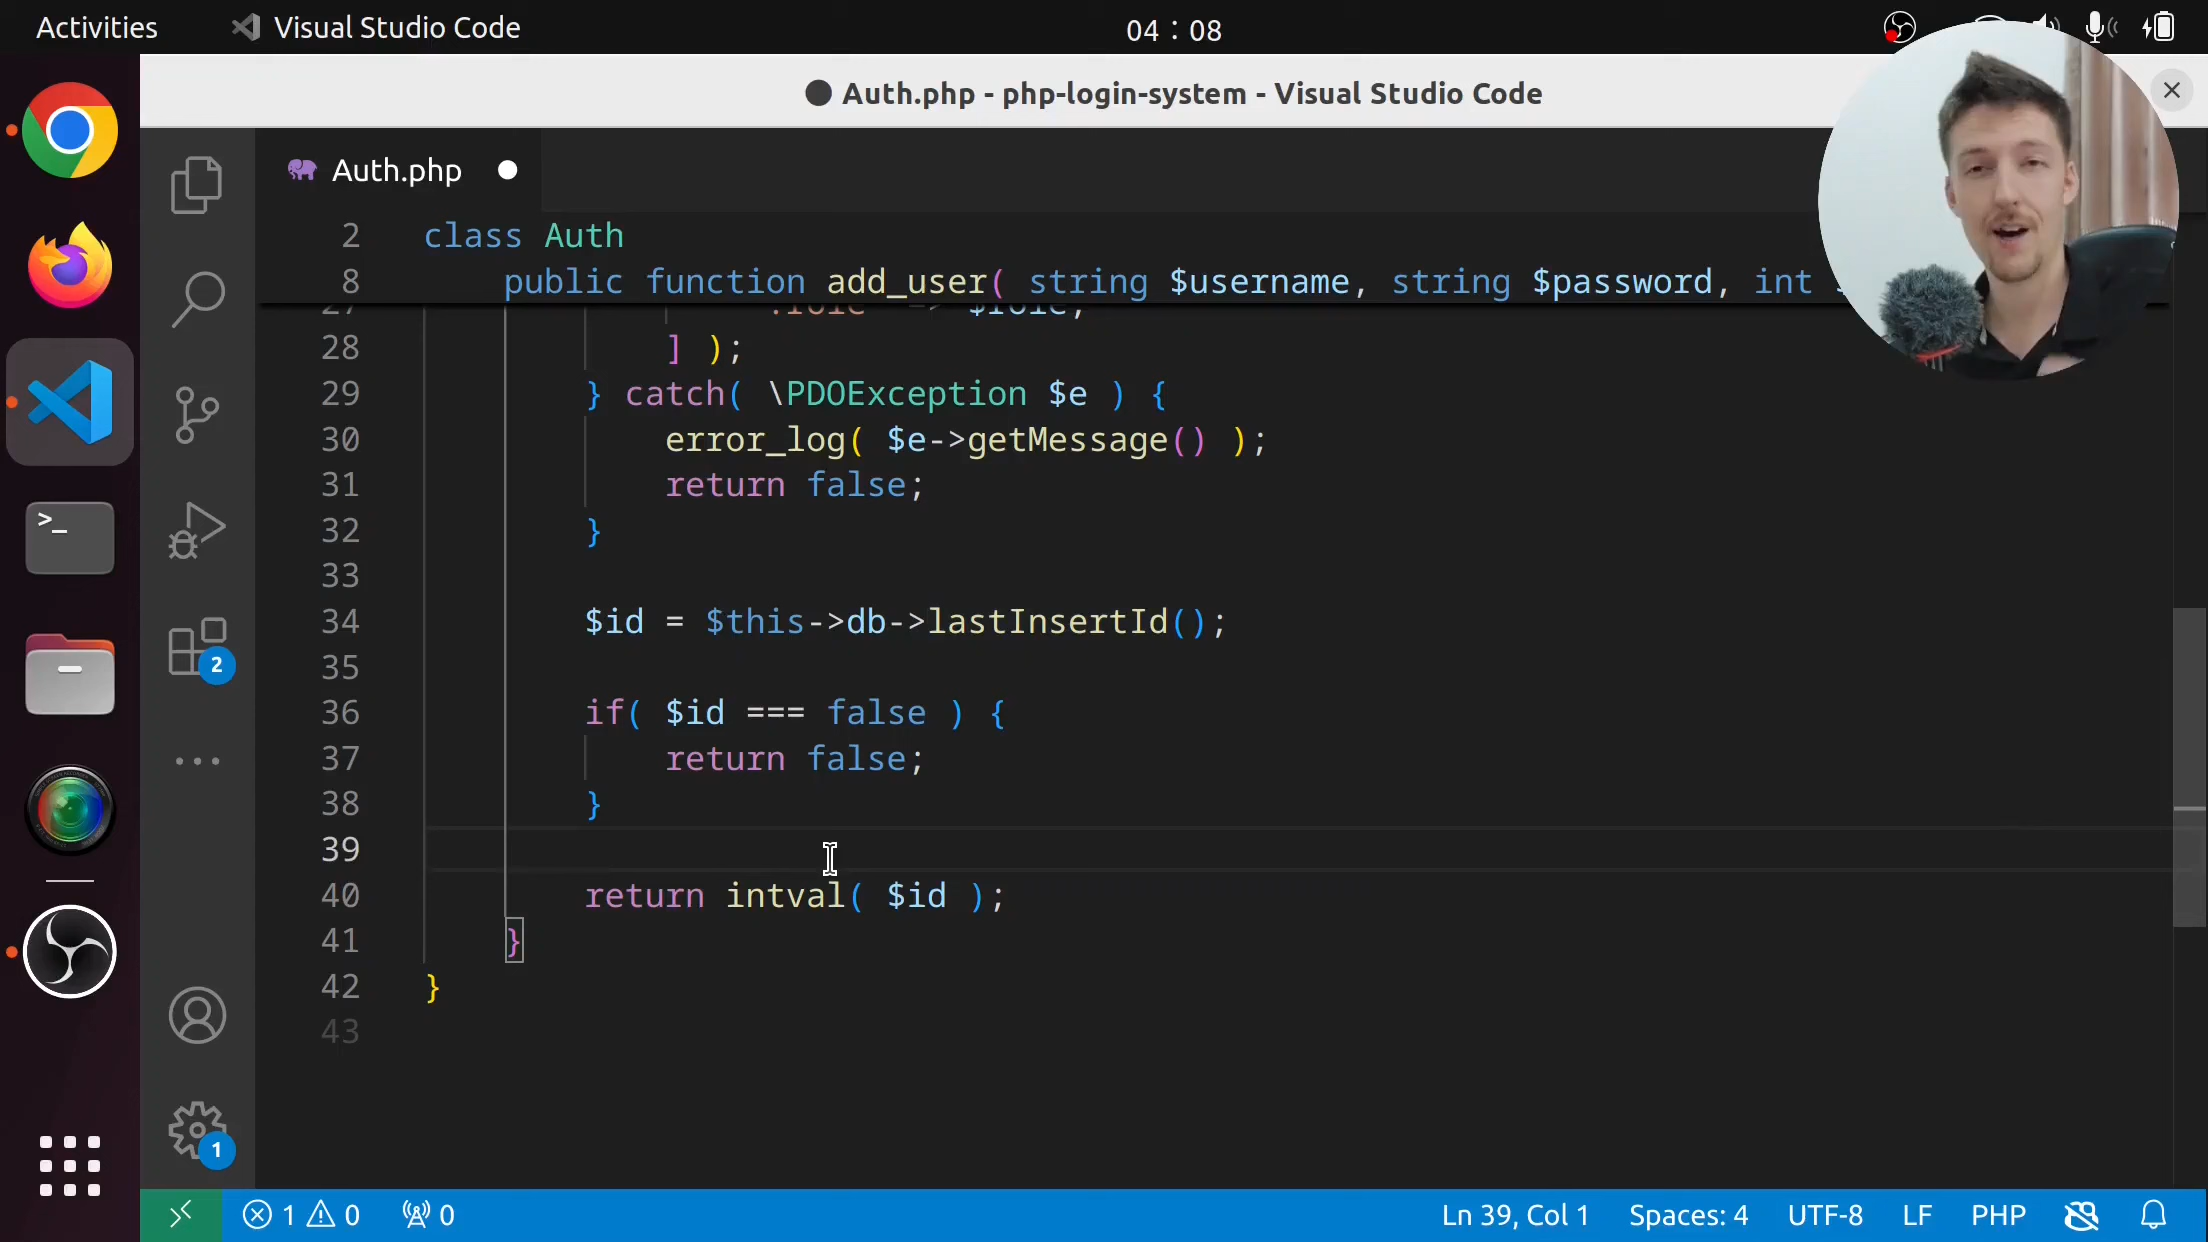 Activities
Visual Studio Code
04 : 08
Auth.php - php-login-system - Visual Studio Code
Auth.php
2 class Auth
8 public function add_user( string $username, string $password, int
27 :role => $role,
28 ] );
29 } catch( \PDOException $e ) {
30 error_log( $e->getMessage() );
31 return false;
32 }
33
34 $id = $this->db->lastInsertId();
35
36 if( $id === false ) {
37 return false;
38 }
39
40 return intval( $id );
41 }
42 }
43
2
1
>_
1 0
0
Ln 39, Col 1
Spaces: 4
UTF-8
LF
PHP